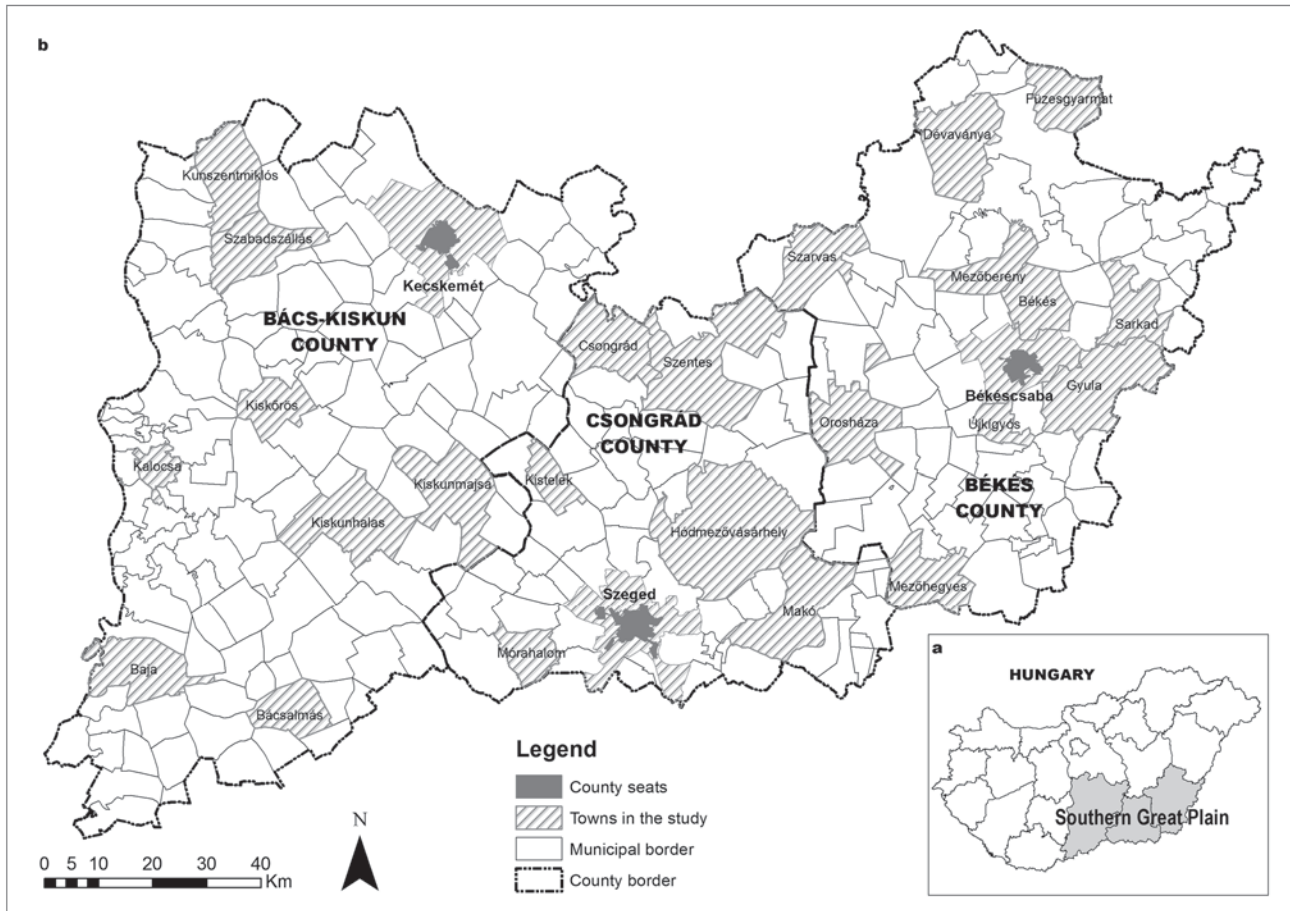 b
Füzesgyarmat
Dévaványa
Kunszentmiklós
Szabadszállás
Szarvas
Kecskemét
Mezőberény
Békés
BÁCS-KISKUN
COUNTY
Csongrád
Szentes
Sarkad
Gyula
Békéscsaba
Kiskőrös
Orosháza
Újkígyós
CSONGRÁD
COUNTY
Kalocsa
Kistelek
Kiskunmajsa
BÉKÉS
COUNTY
Kiskunhalas
Hódmezővásárhely
Mezőhegyes
Szeged
Makó
Mórahalom
Baja
Bácsalmás
Legend
County seats
Towns in the study
Municipal border
County border
N
0 5 10 20 30 40
Km
a
HUNGARY
Southern Great Plain